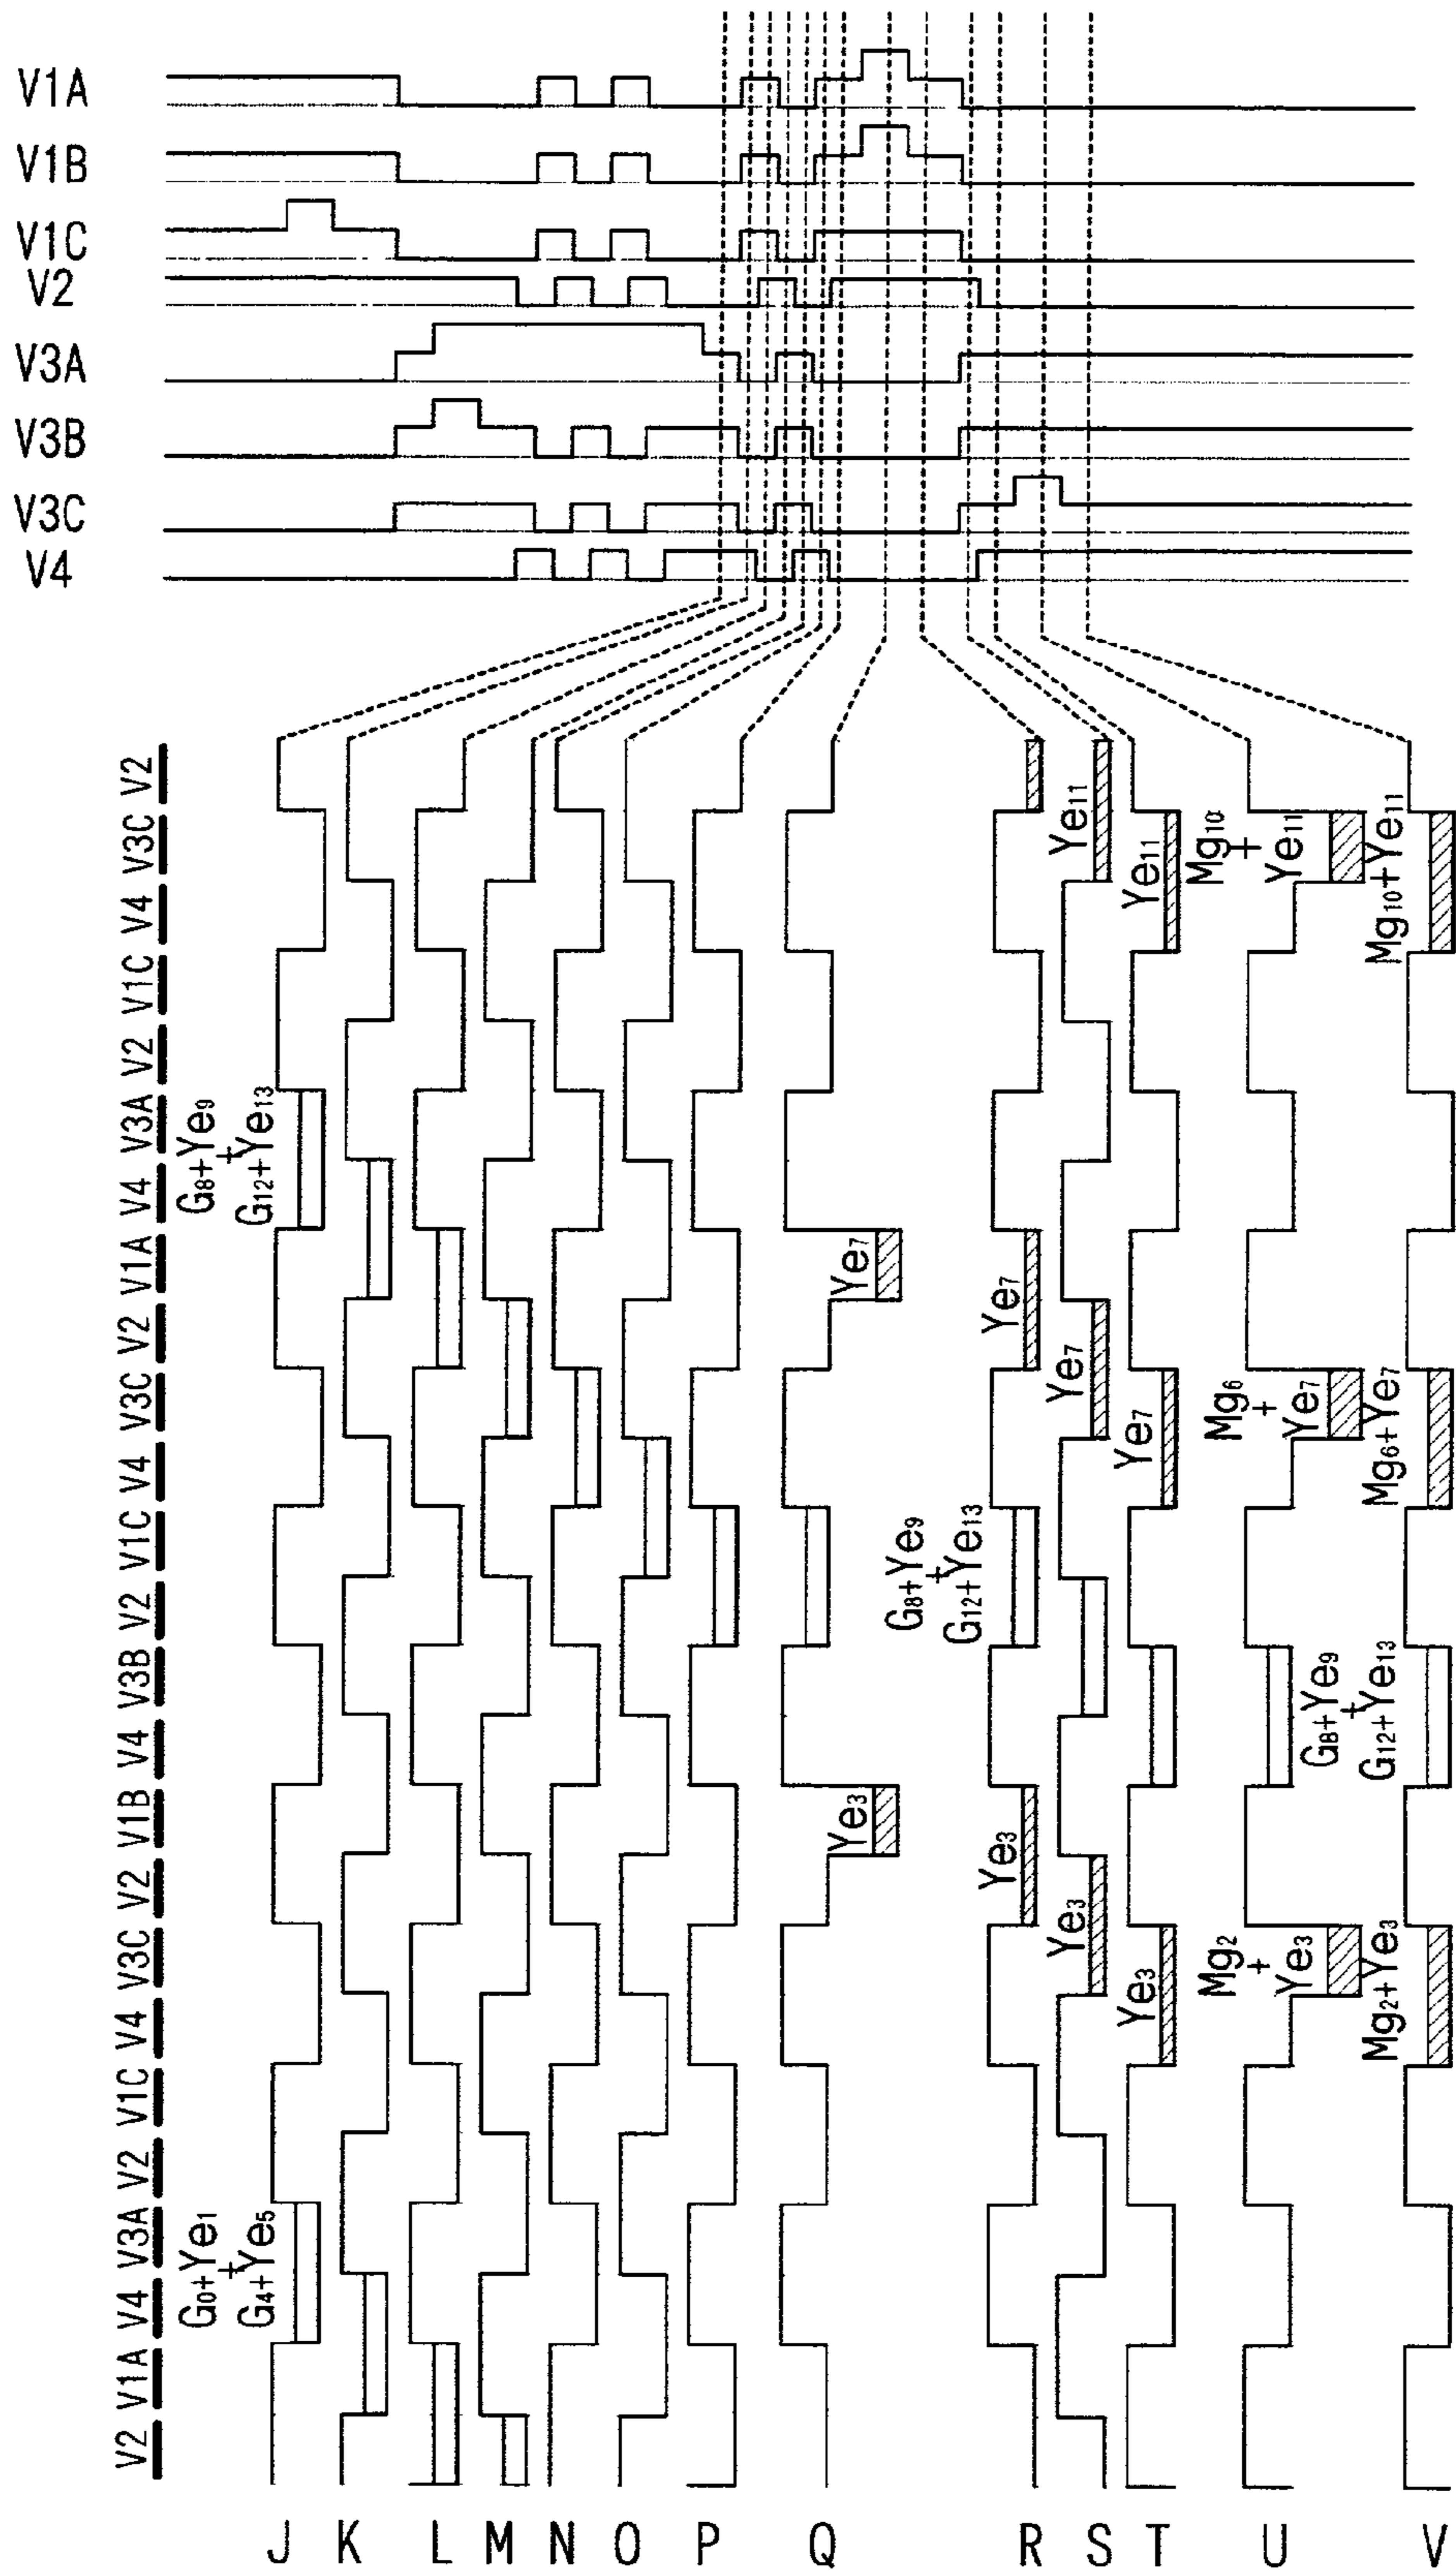 V1A
V1B
V1C
V2
V3A
V3B
V3C
V4
V2 V1A V4 V3A V2 V1C V4 V3C V2 V1B V4 V3B V2 V1C V4 V3C V2 V1A V4 V3A V2 V1C V4 V3C V2
G0+Ye1
+
G4+Ye5
G8+Ye9
+
G12+Ye13
Ye3
Ye7
Ye3
G8+Ye9
+
G12+Ye13
Ye7
Ye3
Ye7
Ye11
Ye3
Ye7
Ye11
Mg2
+
Ye3
Mg6
+
Ye7
Mg10
+
Ye11
Mg2+Ye3
G8+Ye9
+
G12+Ye13
Mg6+Ye7
Mg10+Ye11
J K L M N O P Q R S T U V